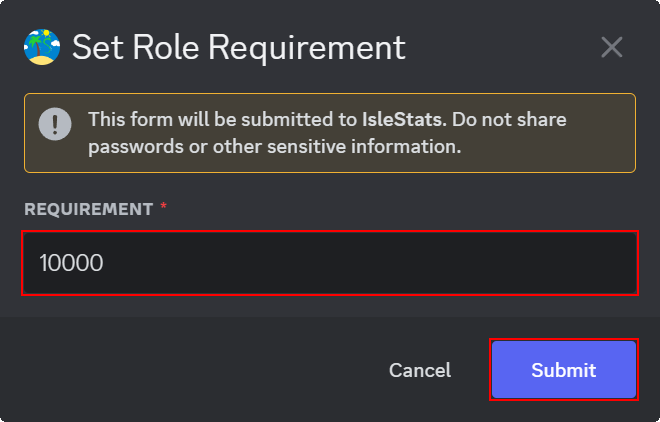 Set Role Requirement
This form will be submitted to IsleStats. Do not share
passwords or other sensitive information.
REQUIREMENT *
10000
Cancel
Submit